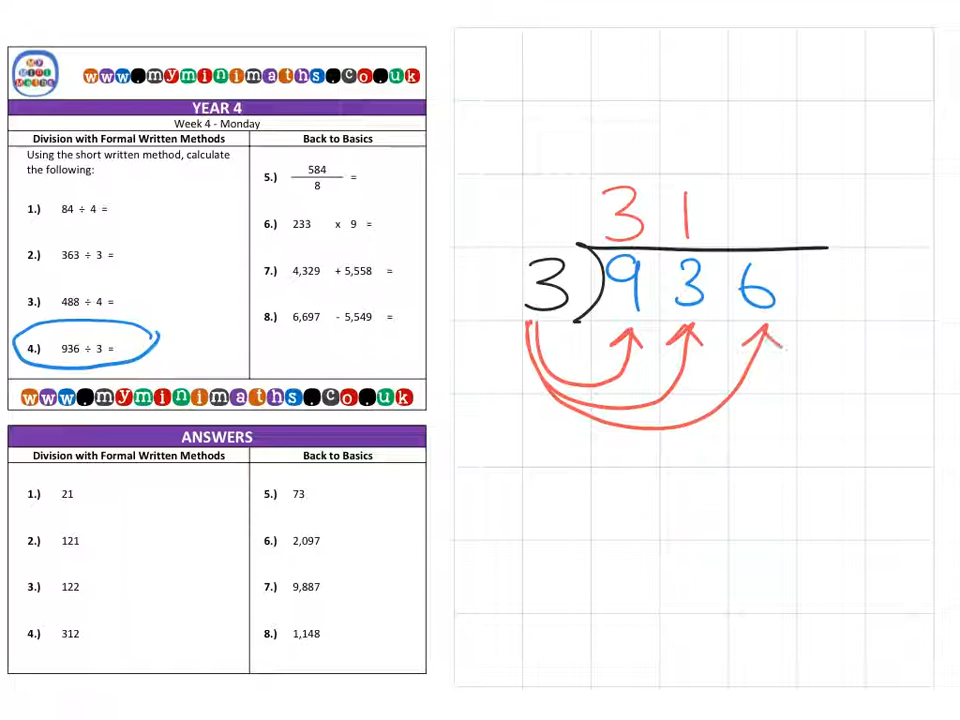 MY
MINI
MATHS
www.myminimaths.co.uk
YEAR 4
Week 4 - Monday
Division with Formal Written Methods
Back to Basics
Using the short written method, calculate
the following:
1.) 84 ÷ 4 =
2.) 363 ÷ 3 =
3.) 488 ÷ 4 =
4.) 936 ÷ 3 =
5.) 584
8 =
6.) 233 x 9 =
7.) 4,329 + 5,558 =
8.) 6,697 - 5,549 =
www.myminimaths.co.uk
ANSWERS
Division with Formal Written Methods
Back to Basics
1.) 21
2.) 121
3.) 122
4.) 312
5.) 73
6.) 2,097
7.) 9,887
8.) 1,148
3 1
3 ) 9 3 6